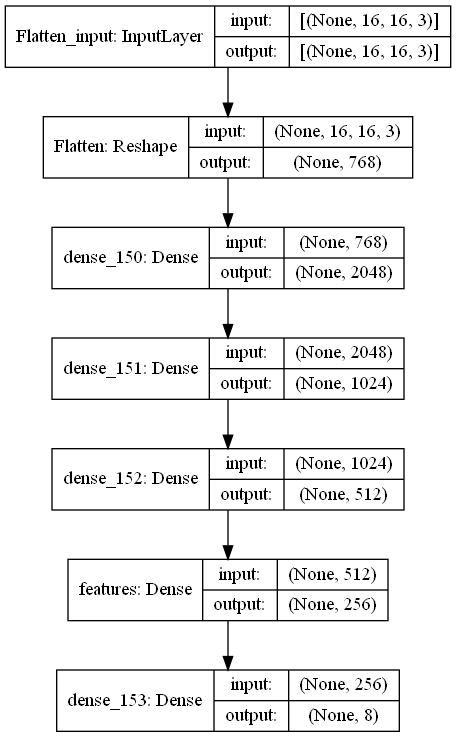 Flatten_input: InputLayer
input: [(None, 16, 16, 3)]
output: [(None, 16, 16, 3)]
Flatten: Reshape
input: (None, 16, 16, 3)
output: (None, 768)
dense_150: Dense
input: (None, 768)
output: (None, 2048)
dense_151: Dense
input: (None, 2048)
output: (None, 1024)
dense_152: Dense
input: (None, 1024)
output: (None, 512)
features: Dense
input: (None, 512)
output: (None, 256)
dense_153: Dense
input: (None, 256)
output: (None, 8)